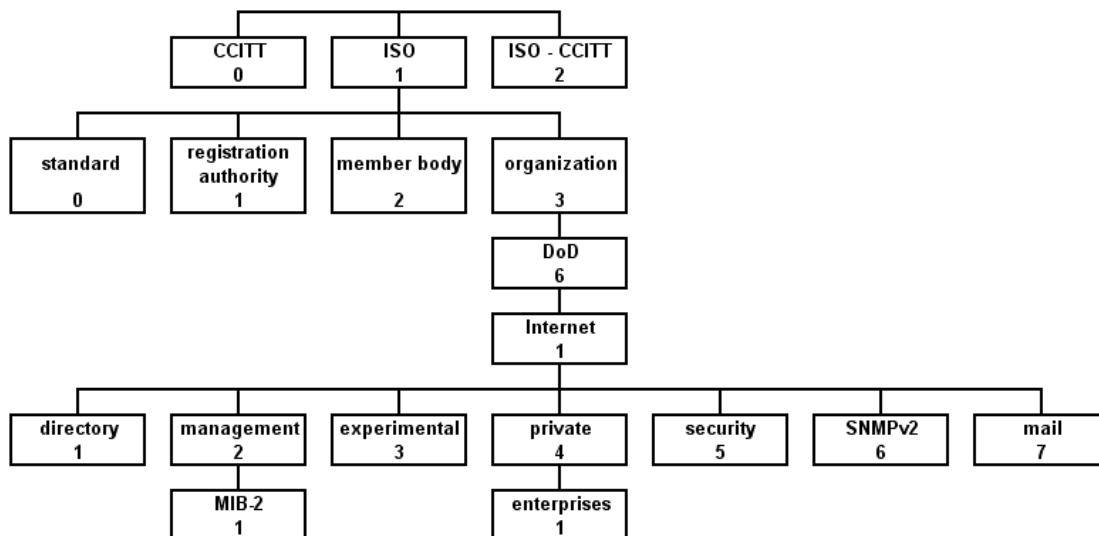 CCITT
0
ISO
1
ISO - CCITT
2
standard
0
registration
authority
1
member body
2
organization
3
DoD
6
Internet
1
directory
1
management
2
experimental
3
private
4
security
5
SNMPv2
6
mail
7
MIB-2
1
enterprises
1